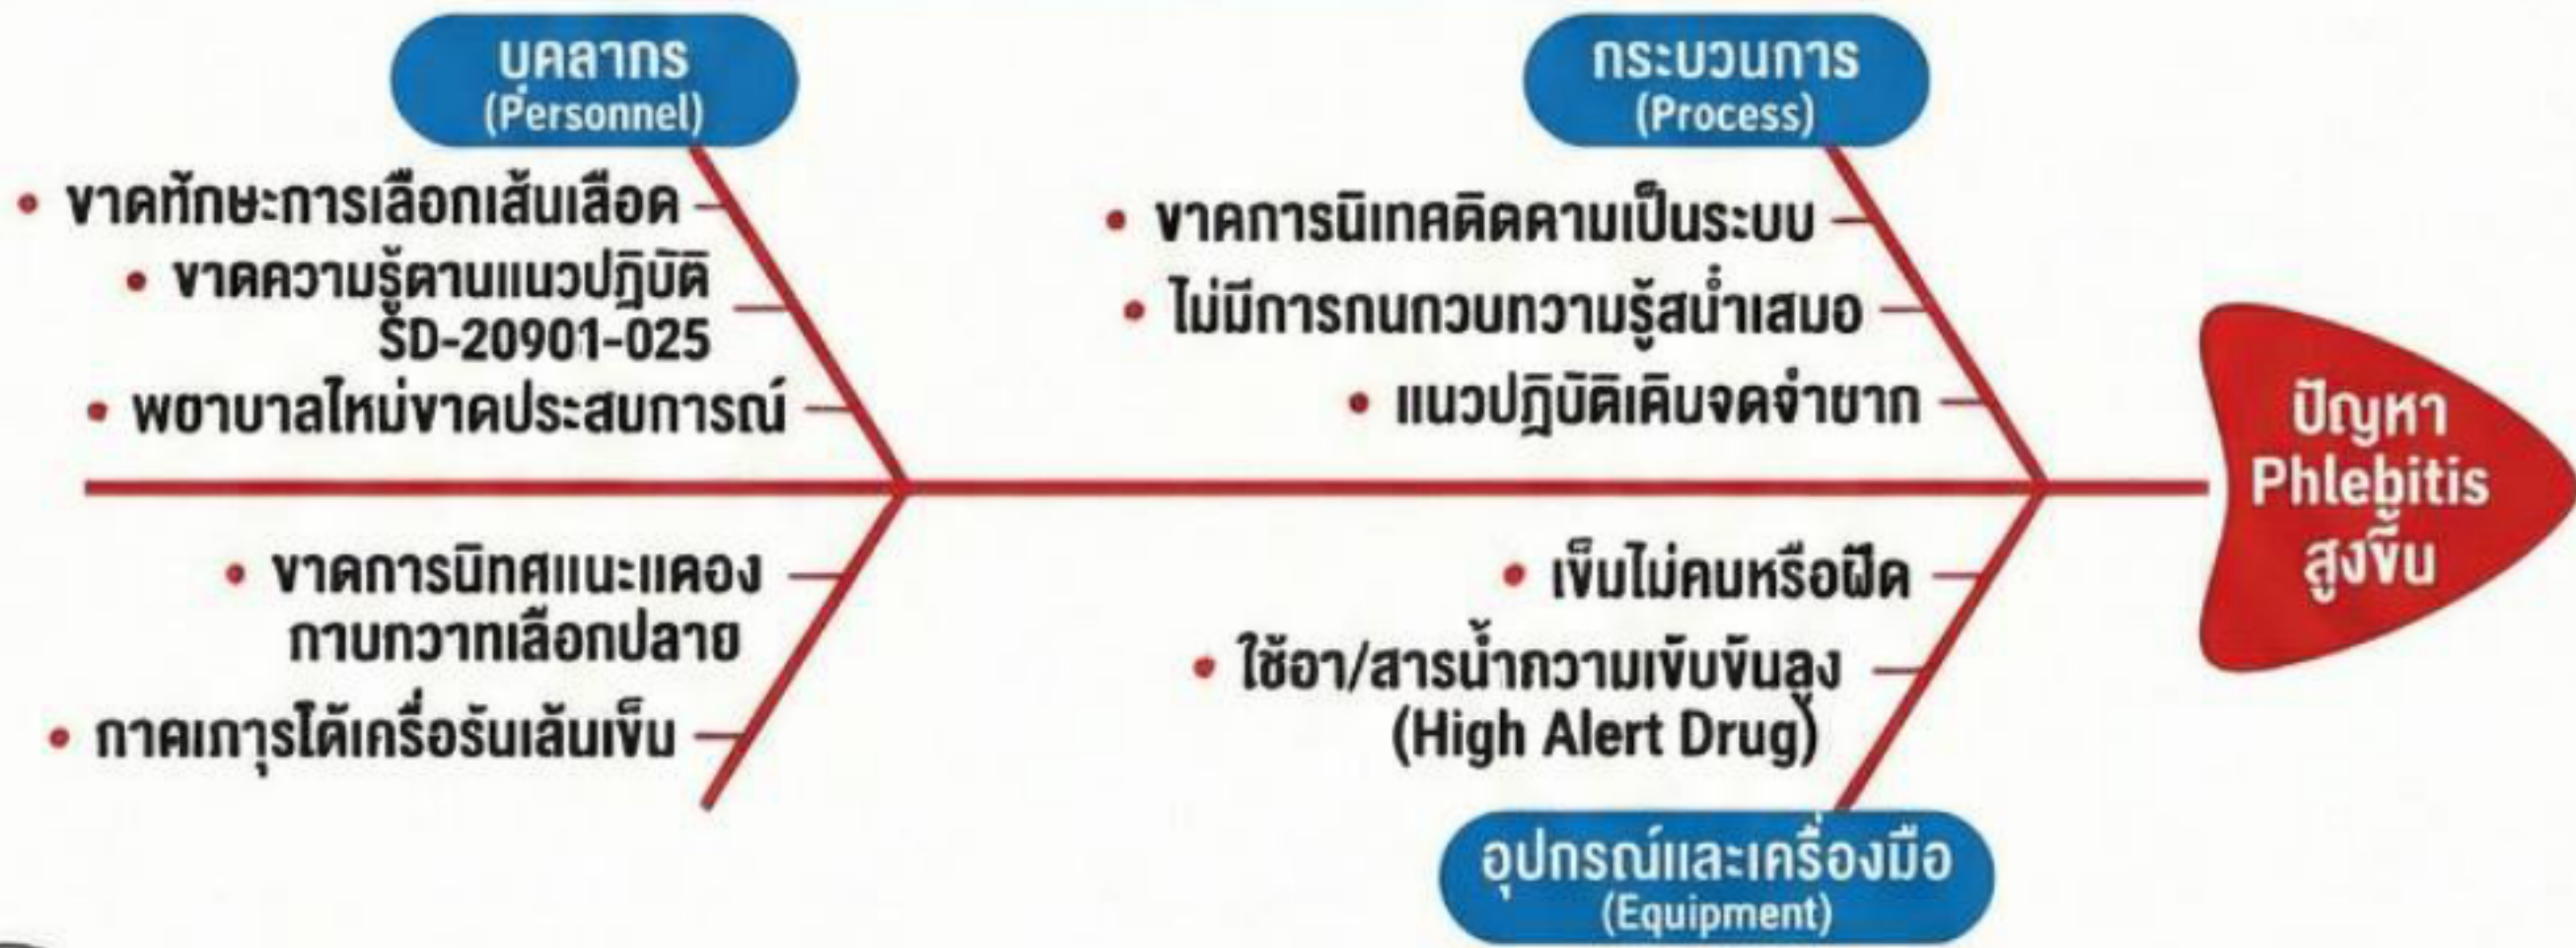 บุคลากร
(Personnel)
• ขาดทักษะการเลือกเส้นเลือด
• ขาดความรู้ตานแนวปฏิบัติ
SD-20901-025
• พยาบาลไหม่ขาดประสบการณ์
กระบวนการ
(Process)
• ขาคการนิเทคติดตามเป็นระบบ
• ไม่มีการทนทวบทวามรู้สน่ำเสมอ
• แนวปฏิบัติเคิบจดจำยาก
ปัญหา
Phlebitis
สูงขึ้น
• ขาดการนิทศแนะแดอง
กาบทวาทเลือกปลาย
• กาคเภารได้เครื่อรันเล้นเข็บ
• เข็บไม่คบหรือฝืด
• ใช้อา/สารน้ำความเข้บขันลูง
(High Alert Drug)
อุปกรณ์และเครื่องมือ
(Equipment)